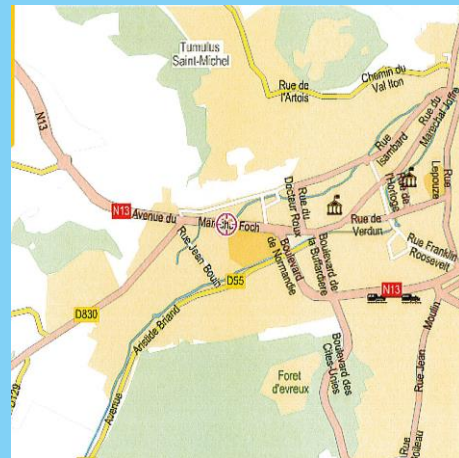 Tumulus
Saint-Michel
Rue de
l'Artois
Chemin du
Val Iton
N13
Rue du
Maréchal Joffre
Rue
Isambard
Rue
Lepouzé
Rue de
l'Horloge
Rue du
Docteur Roux
N13
Avenue du
Foch
Rue de
Verdun
Rue Jean Bouin
Boulevard
de Normandie
Boulevard de
la Buffardière
Rue Franklin
Roosevelt
D55
N13
D830
Avenue
Aristide Briand
Boulevard des
Cités Unies
Rue Jean
Moulin
Foret
d'evreux
D129
Rue